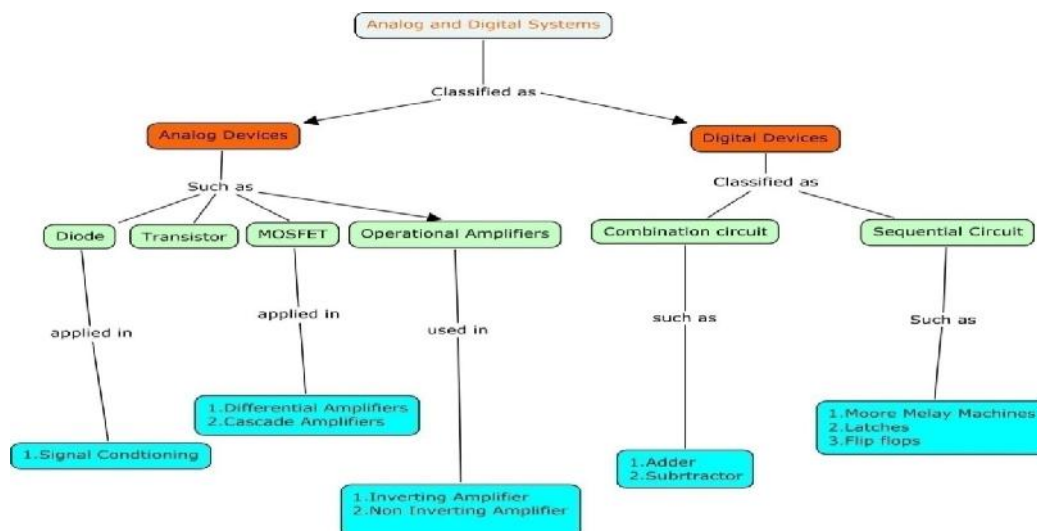 Analog and Digital Systems
Classified as
Analog Devices
Digital Devices
Such as
Classified as
Diode
Transistor
MOSFET
Operational Amplifiers
Combination circuit
Sequential Circuit
applied in
applied in
used in
such as
Such as
1.Differential Amplifiers
2.Cascade Amplifiers
1.Moore Melay Machines
2.Latches
3.Flip flops
1.Signal Condtioning
1.Adder
2.Subrtractor
1.Inverting Amplifier
2.Non Inverting Amplifier